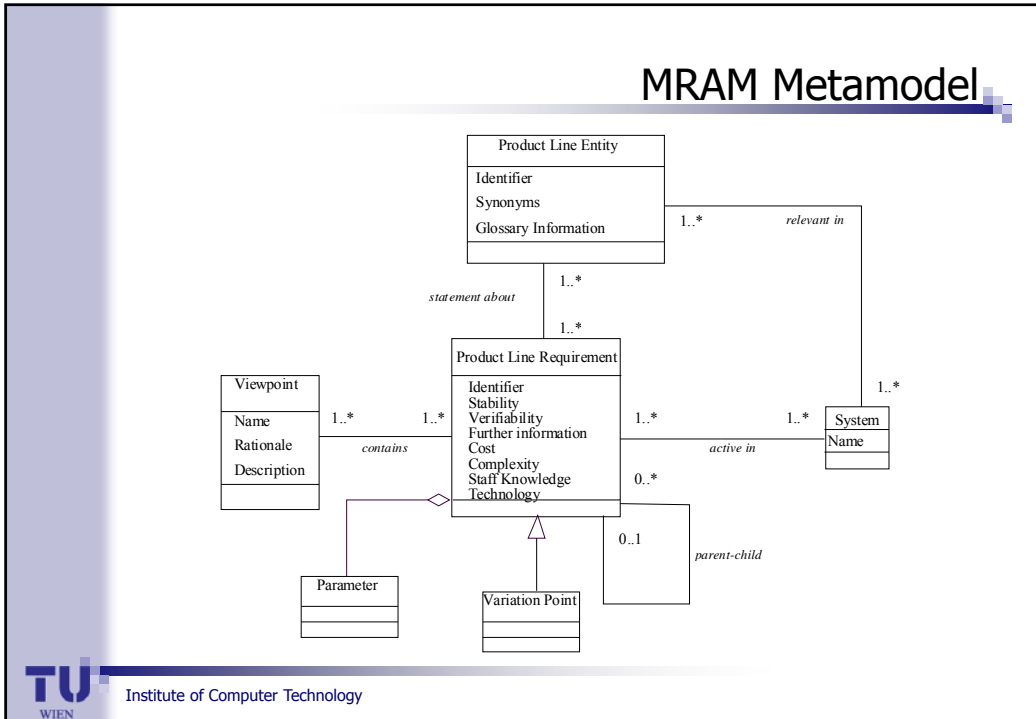 MRAM Metamodel
Product Line Entity
Identifier
Synonyms
Glossary Information
1..*
relevant in
1..*
statement about
1..*
Product Line Requirement
Identifier
Stability
Verifiability
Further information
Cost
Complexity
Staff Knowledge
Technology
Viewpoint
Name
Rationale
Description
1..*
1..*
contains
1..*
1..*
active in
1..*
System
Name
0..*
0..1
parent-child
Parameter
Variation Point
TU
WIEN
Institute of Computer Technology